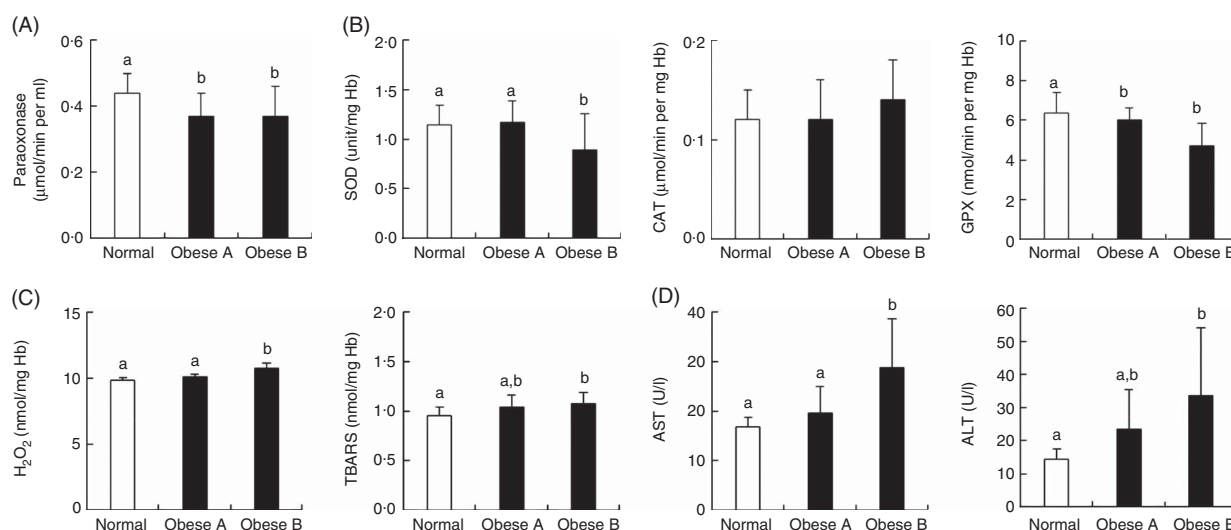 (A)
Paraoxonase
(μmol/min per ml)
0·6
0·4
0·2
0·0
a
b
b
Normal
Obese A
Obese B
(B)
SOD (unit/mg Hb)
2·0
1·5
1·0
0·5
0·0
a
a
b
Normal
Obese A
Obese B
CAT (μmol/min per mg Hb)
0·2
0·1
0·0
Normal
Obese A
Obese B
GPX (nmol/min per mg Hb)
10
8
6
4
2
0
a
b
b
Normal
Obese A
Obese B
(C)
H₂O₂ (nmol/mg Hb)
15
10
5
0
a
a
b
Normal
Obese A
Obese B
TBARS (nmol/mg Hb)
2·0
1·5
1·0
0·5
0·0
a
a,b
b
Normal
Obese A
Obese B
(D)
AST (U/l)
40
20
20
10
0
a
a
b
Normal
Obese A
Obese B
ALT (U/l)
60
50
40
30
20
10
0
a
a,b
b
Normal
Obese A
Obese B